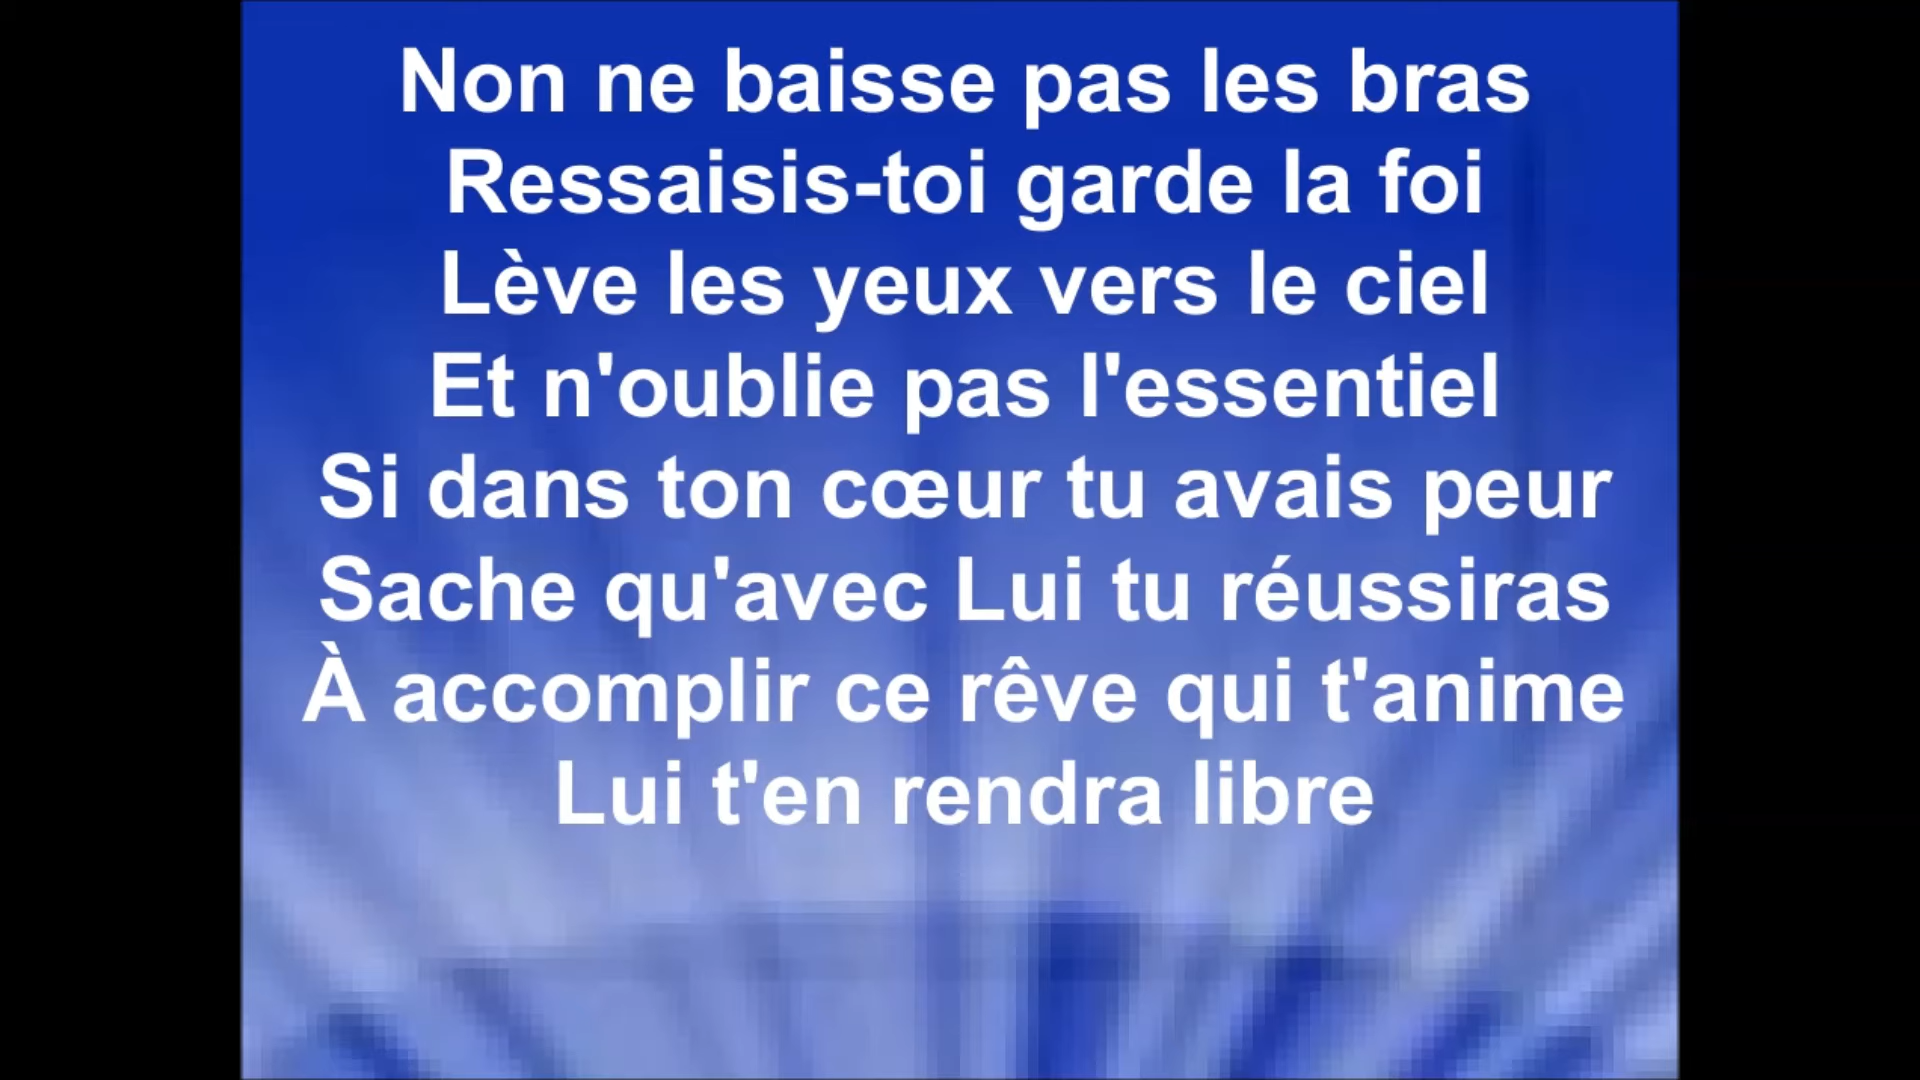 Non ne baisse pas les bras
Ressaisis-toi garde la foi
Lève les yeux vers le ciel
Et n'oublie pas l'essentiel
Si dans ton cœur tu avais peur
Sache qu'avec Lui tu réussiras
À accomplir ce rêve qui t'anime
Lui t'en rendra libre